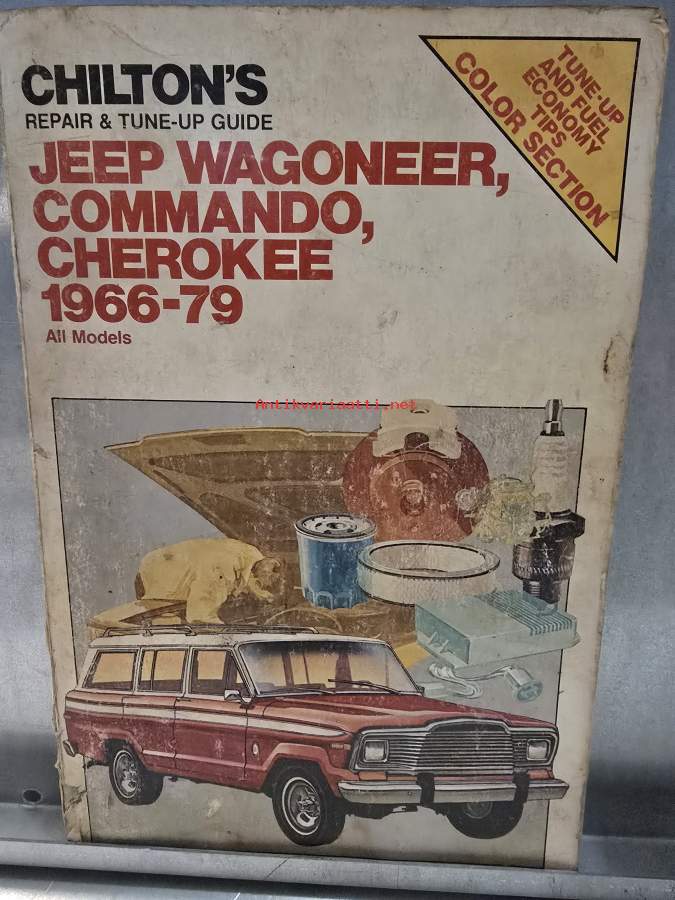 CHILTON'S
REPAIR & TUNE-UP GUIDE
JEEP WAGONEER,
COMMANDO,
CHEROKEE
1966-79
All Models
TUNE-UP
AND FUEL
ECONOMY
TIPS
COLOR SECTION
Antikvariaatti.net